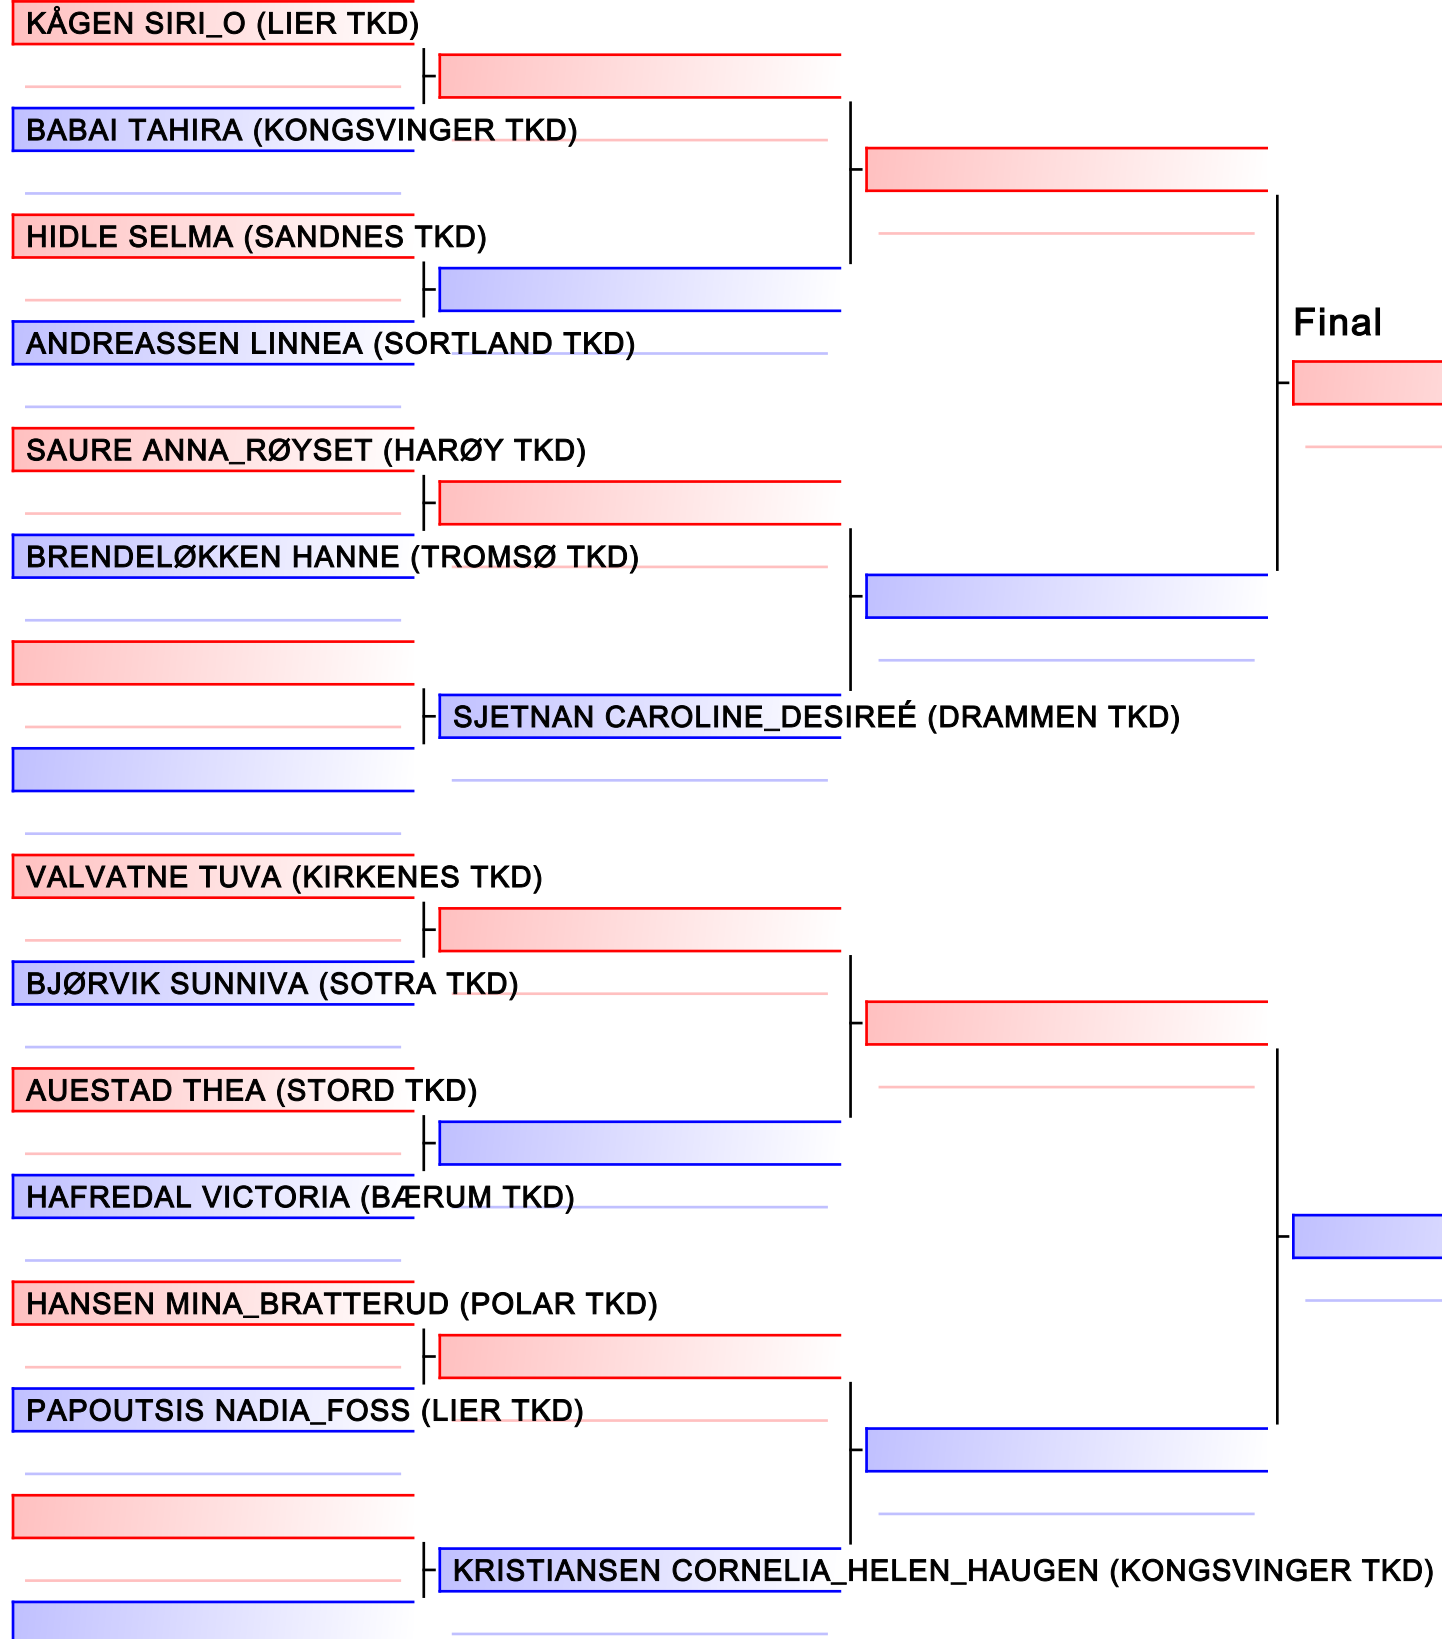 KÅGEN SIRI_O (LIER TKD)
BABAI TAHIRA (KONGSVINGER TKD)
HIDLE SELMA (SANDNES TKD)
Final
ANDREASSEN LINNEA (SORTLAND TKD)
SAURE ANNA_RØYSET (HARØY TKD)
BRENDELØKKEN HANNE (TROMSØ TKD)
SJETNAN CAROLINE_DESIREÉ (DRAMMEN TKD)
VALVATNE TUVA (KIRKENES TKD)
BJØRVIK SUNNIVA (SOTRA TKD)
AUESTAD THEA (STORD TKD)
HAFREDAL VICTORIA (BÆRUM TKD)
HANSEN MINA_BRATTERUD (POLAR TKD)
PAPOUTSIS NADIA_FOSS (LIER TKD)
KRISTIANSEN CORNELIA_HELEN_HAUGEN (KONGSVINGER TKD)